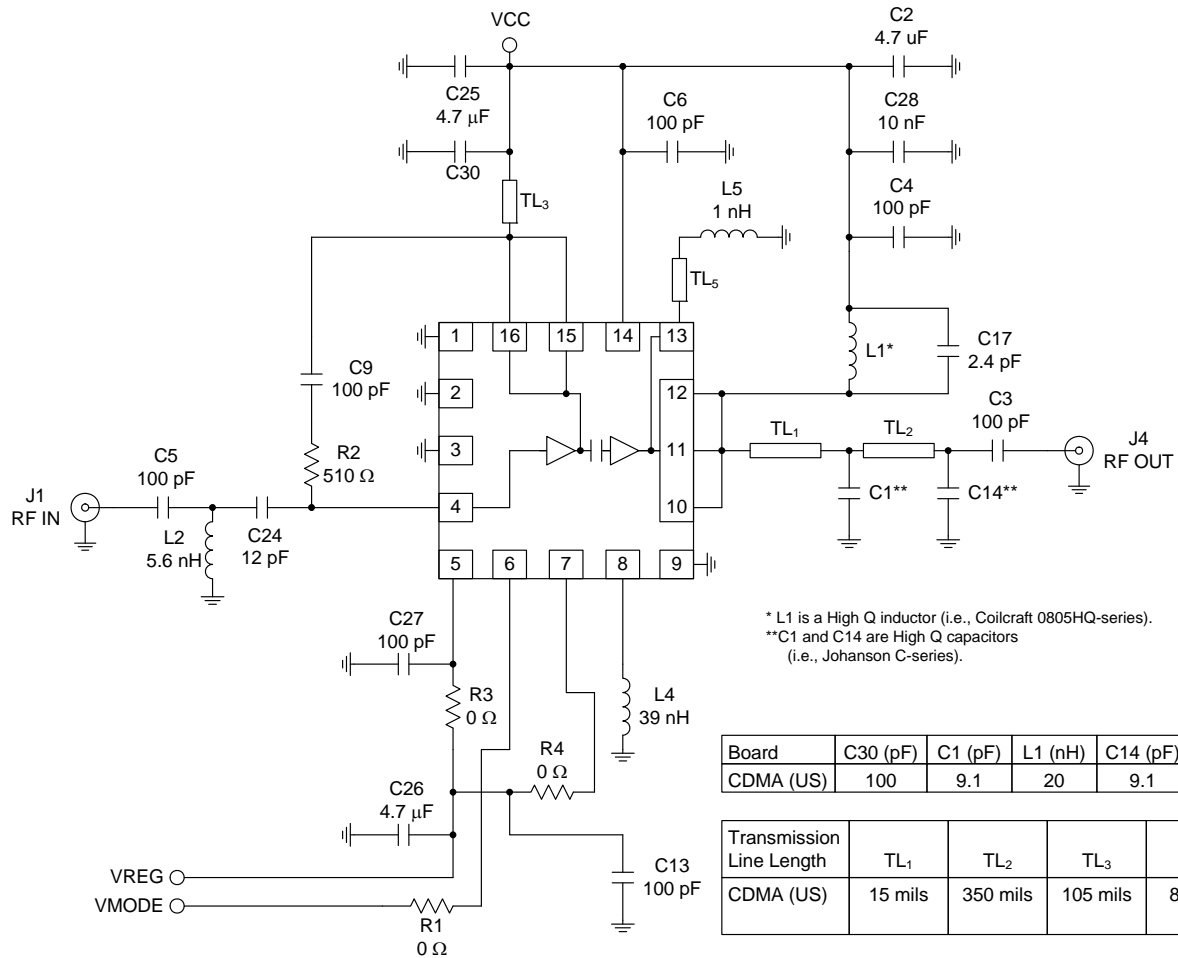 VCC
C2
4.7 uF
C25
4.7 µF
C6
100 pF
C28
10 nF
C30
TL3
L5
1 nH
C4
100 pF
TL5
1
16
15
14
13
C9
100 pF
L1*
C17
2.4 pF
2
12
C3
100 pF
3
11
TL1
TL2
J4
RF OUT
R2
510 Ω
C5
100 pF
J1
RF IN
4
10
C1**
C14**
L2
5.6 nH
C24
12 pF
5
6
7
8
9
* L1 is a High Q inductor (i.e., Coilcraft 0805HQ-series).
**C1 and C14 are High Q capacitors
(i.e., Johanson C-series).
C27
100 pF
R3
0 Ω
L4
39 nH
R4
0 Ω
Board C30 (pF) C1 (pF) L1 (nH) C14 (pF)
CDMA (US) 100 9.1 20 9.1
C26
4.7 µF
Transmission
Line Length TL1 TL2 TL3
CDMA (US) 15 mils 350 mils 105 mils 8
C13
100 pF
VREG
VMODE
R1
0 Ω